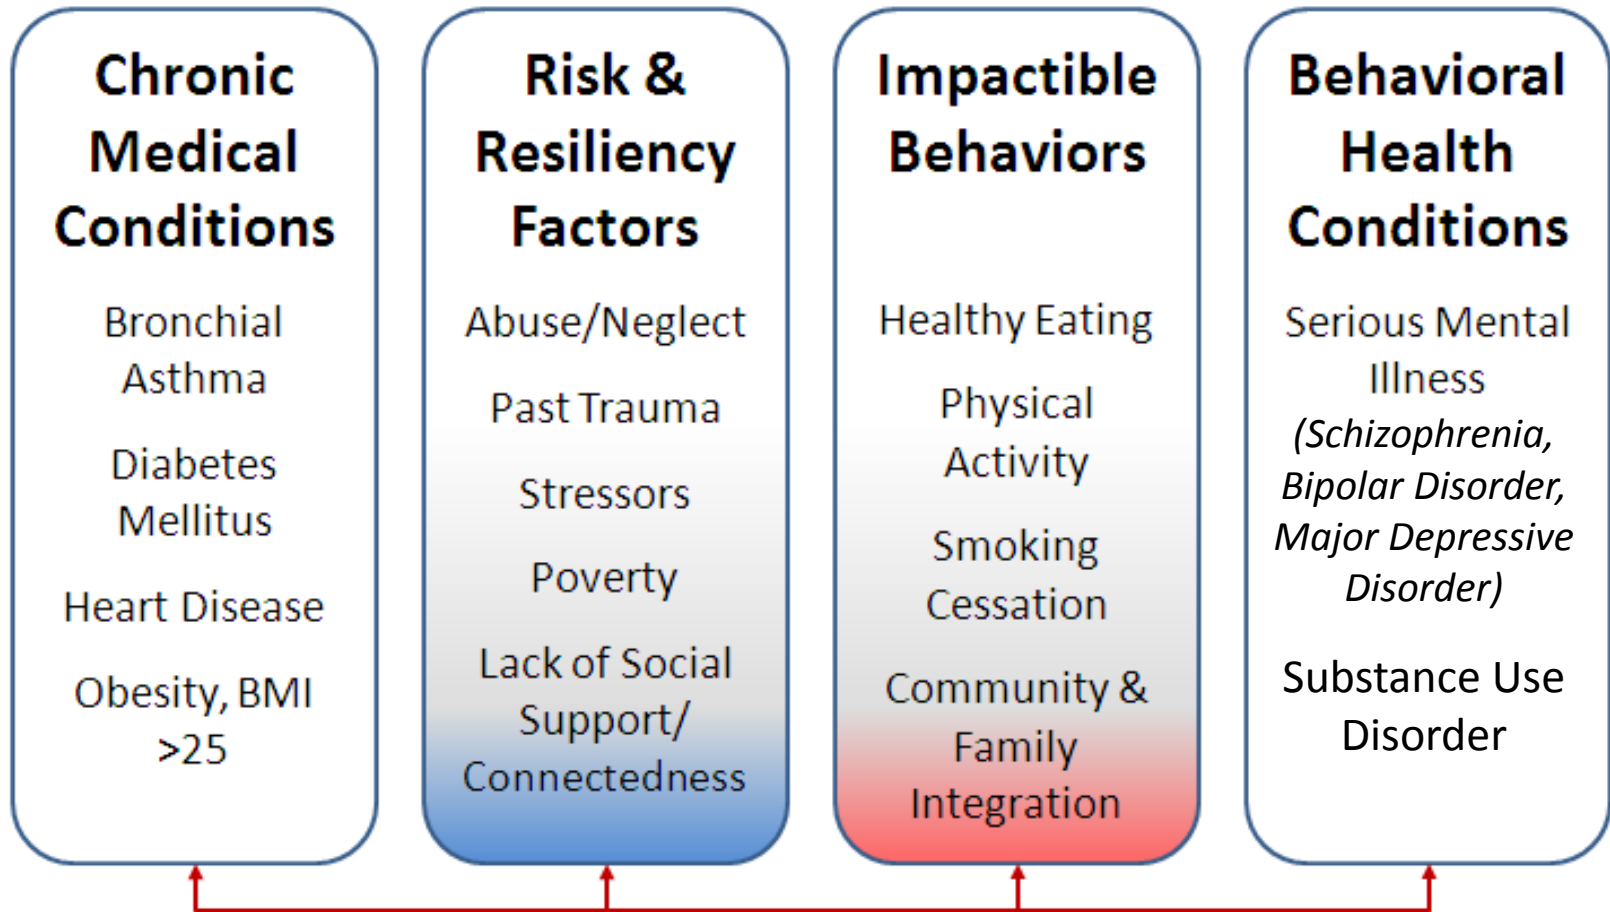 Chronic
Medical
Conditions
Bronchial
Asthma
Diabetes
Mellitus
Heart Disease
Obesity, BMI
>25
Risk &
Resiliency
Factors
Abuse/Neglect
Past Trauma
Stressors
Poverty
Lack of Social
Support/
Connectedness
Impactible
Behaviors
Healthy Eating
Physical
Activity
Smoking
Cessation
Community &
Family
Integration
Behavioral
Health
Conditions
Serious Mental
Illness
(Schizophrenia,
Bipolar Disorder,
Major Depressive
Disorder)
Substance Use
Disorder